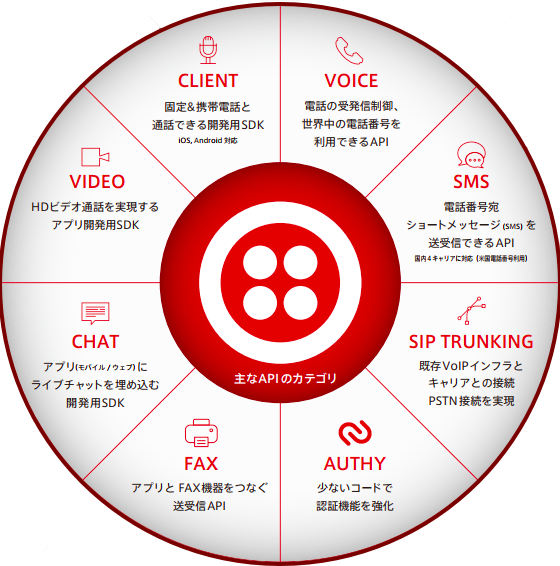 CLIENT
固定&携帯電話と
通話できる開発用SDK
iOS, Android 対応
VOICE
電話の受発信制御、
世界中の電話番号を
利用できるAPI
VIDEO
HDビデオ通話を実現する
アプリ開発用SDK
SMS
電話番号宛
ショートメッセージ(SMS)を
送受信できるAPI
国内4キャリアに対応(米国電話番号利用)
CHAT
アプリ(モバイル/ウェブ)に
ライブチャットを埋め込む
開発用SDK
SIP TRUNKING
既存VoIPインフラと
キャリアとの接続
PSTN接続を実現
主なAPIのカテゴリ
FAX
アプリと FAX機器をつなぐ
送受信API
AUTHY
少ないコードで
認証機能を強化